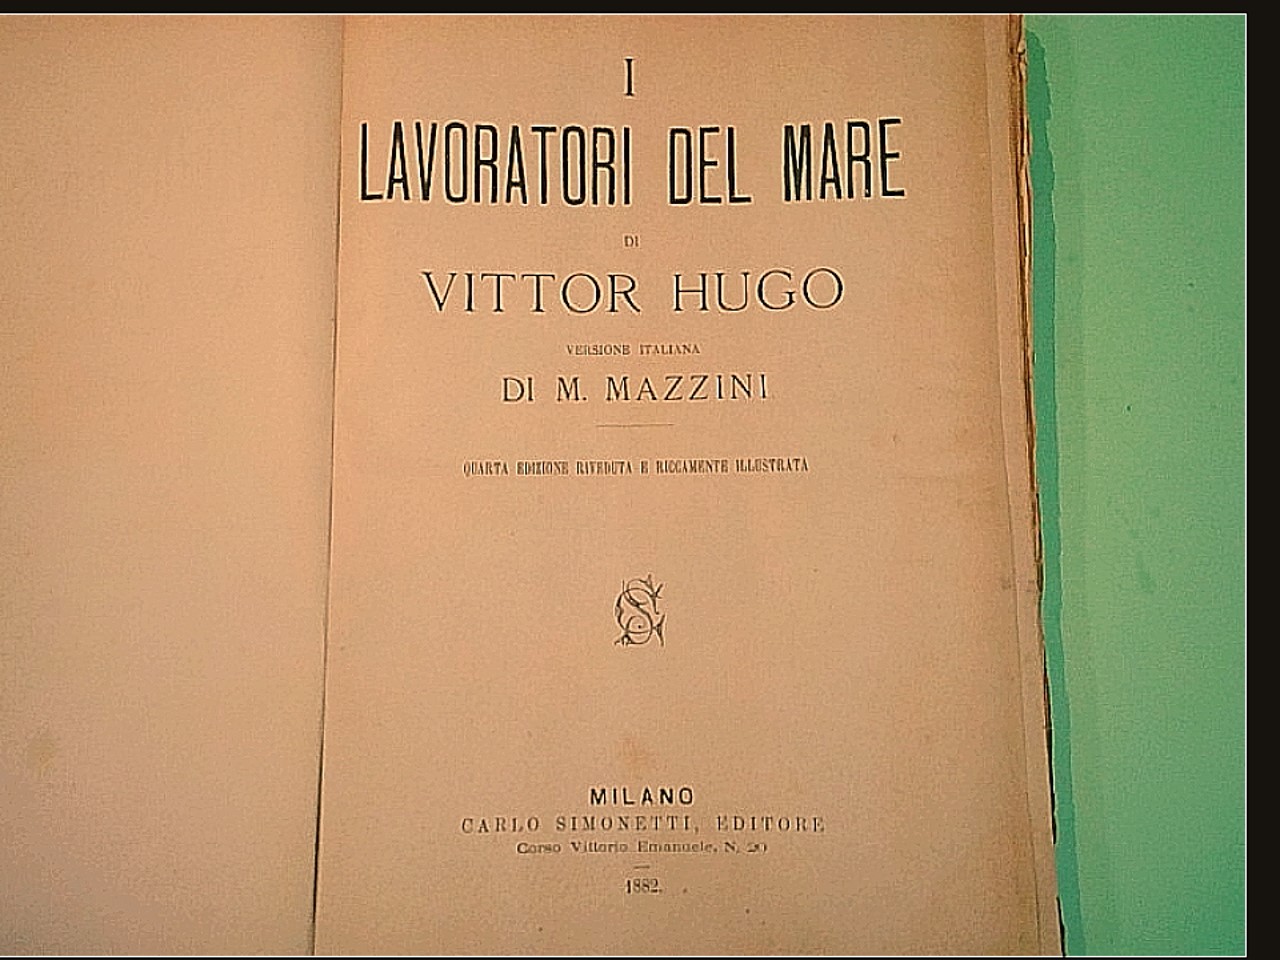 I
LAVORATORI DEL MARE
DI
VITTOR HUGO
VERSIONE ITALIANA
DI M. MAZZINI
QUARTA EDIZIONE RIVEDUTA E RICCAMENTE ILLUSTRATA
MILANO
CARLO SIMONETTI, EDITORE
Corso Vittorio Emanuele, N. 20
1882.